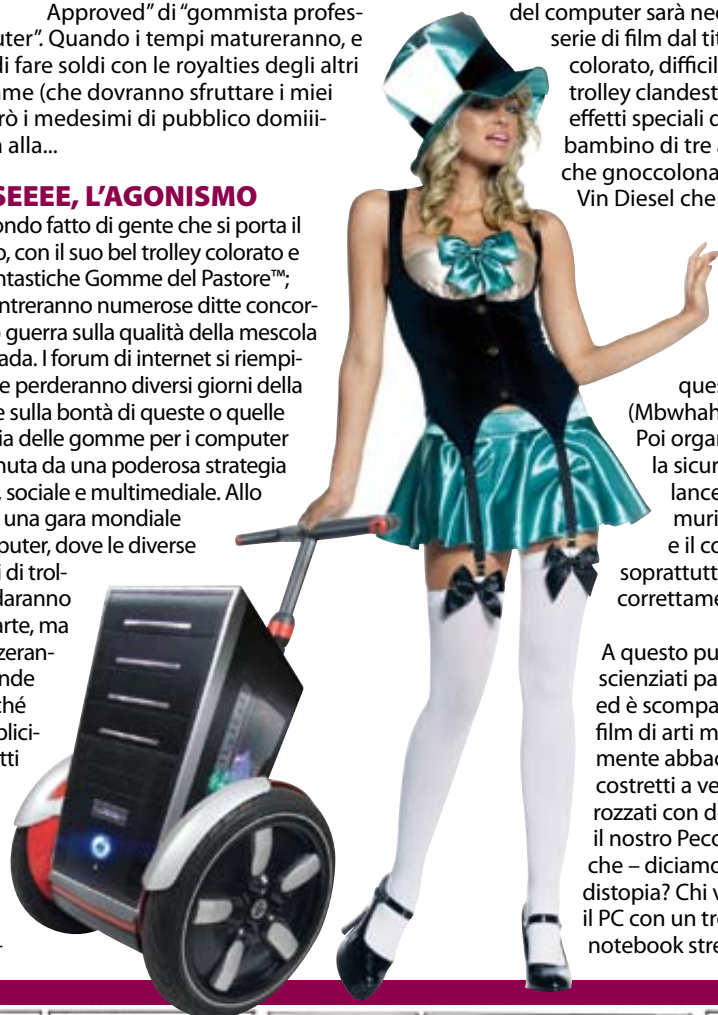 Approved” di “gommista profes-
uter”. Quando i tempi matureranno, e
di fare soldi con le royalties degli altri
me (che dovranno sfruttare i miei
rò i medesimi di pubblico domiii-
alla...
SEEEE, L’AGONISMO
ondo fatto di gente che si porta il
o, con il suo bel trolley colorato e
ntastiche Gomme del Pastore™;
ntreranno numerose ditte concor-
guerra sulla qualità della mescola
ada. I forum di internet si riempi-
e perderanno diversi giorni della
e sulla bontà di queste o quelle
ia delle gomme per i computer
nuta da una poderosa strategia
, sociale e multimediale. Allo
una gara mondiale
puter, dove le diverse
i di trol-
daranno
arte, ma
zeran-
nde
ché
blici-
tti
del computer sarà nec
serie di film dal tit
colorato, difficil
trolley clandest
effetti speciali d
bambino di tre a
che gnoccolona
Vin Diesel che
ques
(Mbwhah
Poi organ
la sicur
lance
muri
e il co
soprattutt
correttame
A questo pu
scienziati pa
ed è scompa
film di arti m
mente abbac
costretti a ve
rozzati con d
il nostro Pecc
che – diciamo
distopia? Chi v
il PC con un tro
notebook stre